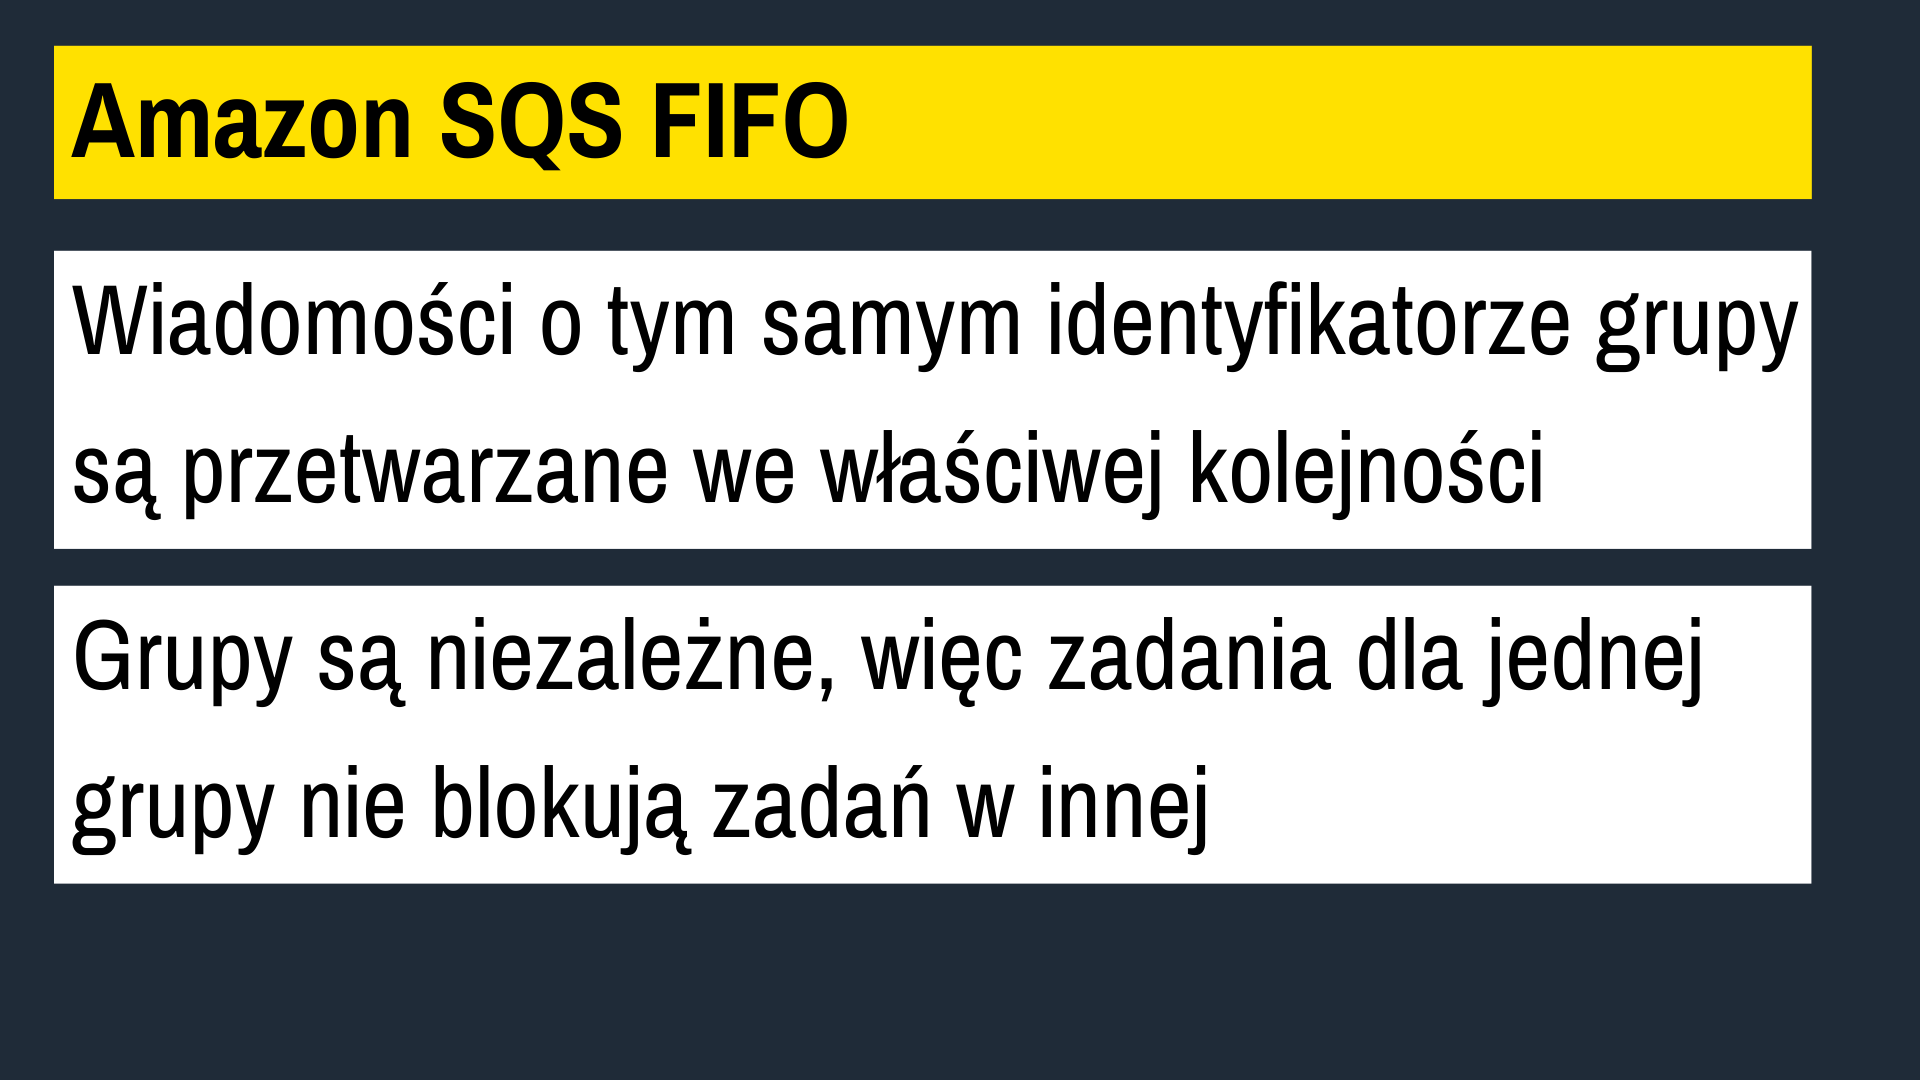 Amazon SQS FIFO
Wiadomości o tym samym identyfikatorze grupy
są przetwarzane we właściwej kolejności
Grupy są niezależne, więc zadania dla jednej
grupy nie blokują zadań w innej